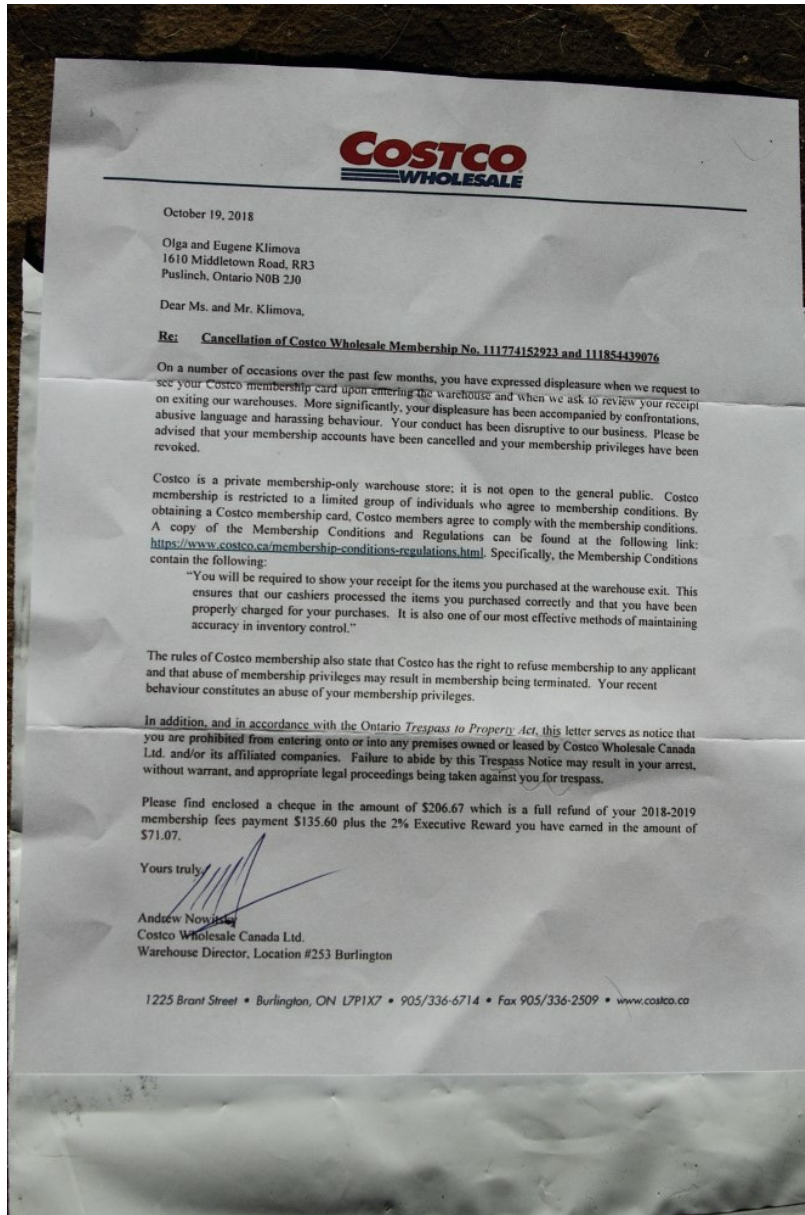 COSTCO
WHOLESALE
October 19, 2018
Olga and Eugene Klimova
1610 Middletown Road, RR3
Puslinch, Ontario N0B 2J0
Dear Ms. and Mr. Klimova,
Re: Cancellation of Costco Wholesale Membership No. 111774152923 and 111854439076
On a number of occasions over the past few months, you have expressed displeasure when we request to
see your Costco membership card upon entering the warehouse and when we ask to review your receipt
on exiting our warehouses. More significantly, your displeasure has been accompanied by confrontations,
abusive language and harassing behaviour. Your conduct has been disruptive to our business. Please be
advised that your membership accounts have been cancelled and your membership privileges have been
revoked.
Costco is a private membership-only warehouse store; it is not open to the general public. Costco
membership is restricted to a limited group of individuals who agree to membership conditions. By
obtaining a Costco membership card, Costco members agree to comply with the membership conditions.
A copy of the Membership Conditions and Regulations can be found at the following link:
https://www.costco.ca/membership-conditions-regulations.html. Specifically, the Membership Conditions
contain the following:
“You will be required to show your receipt for the items you purchased at the warehouse exit. This
ensures that our cashiers processed the items you purchased correctly and that you have been
properly charged for your purchases. It is also one of our most effective methods of maintaining
accuracy in inventory control.”
The rules of Costco membership also state that Costco has the right to refuse membership to any applicant
and that abuse of membership privileges may result in membership being terminated. Your recent
behaviour constitutes an abuse of your membership privileges.
In addition, and in accordance with the Ontario Trespass to Property Act, this letter serves as notice that
you are prohibited from entering onto or into any premises owned or leased by Costco Wholesale Canada
Ltd. and/or its affiliated companies. Failure to abide by this Trespass Notice may result in your arrest,
without warrant, and appropriate legal proceedings being taken against you for trespass.
Please find enclosed a cheque in the amount of $206.67 which is a full refund of your 2018-2019
membership fees payment $135.60 plus the 2% Executive Reward you have earned in the amount of
$71.07.
Yours truly,
Andrew Nowitsky
Costco Wholesale Canada Ltd.
Warehouse Director, Location #253 Burlington
1225 Brant Street • Burlington, ON L7P1X7 • 905/336-6714 • Fax 905/336-2509 • www.costco.ca